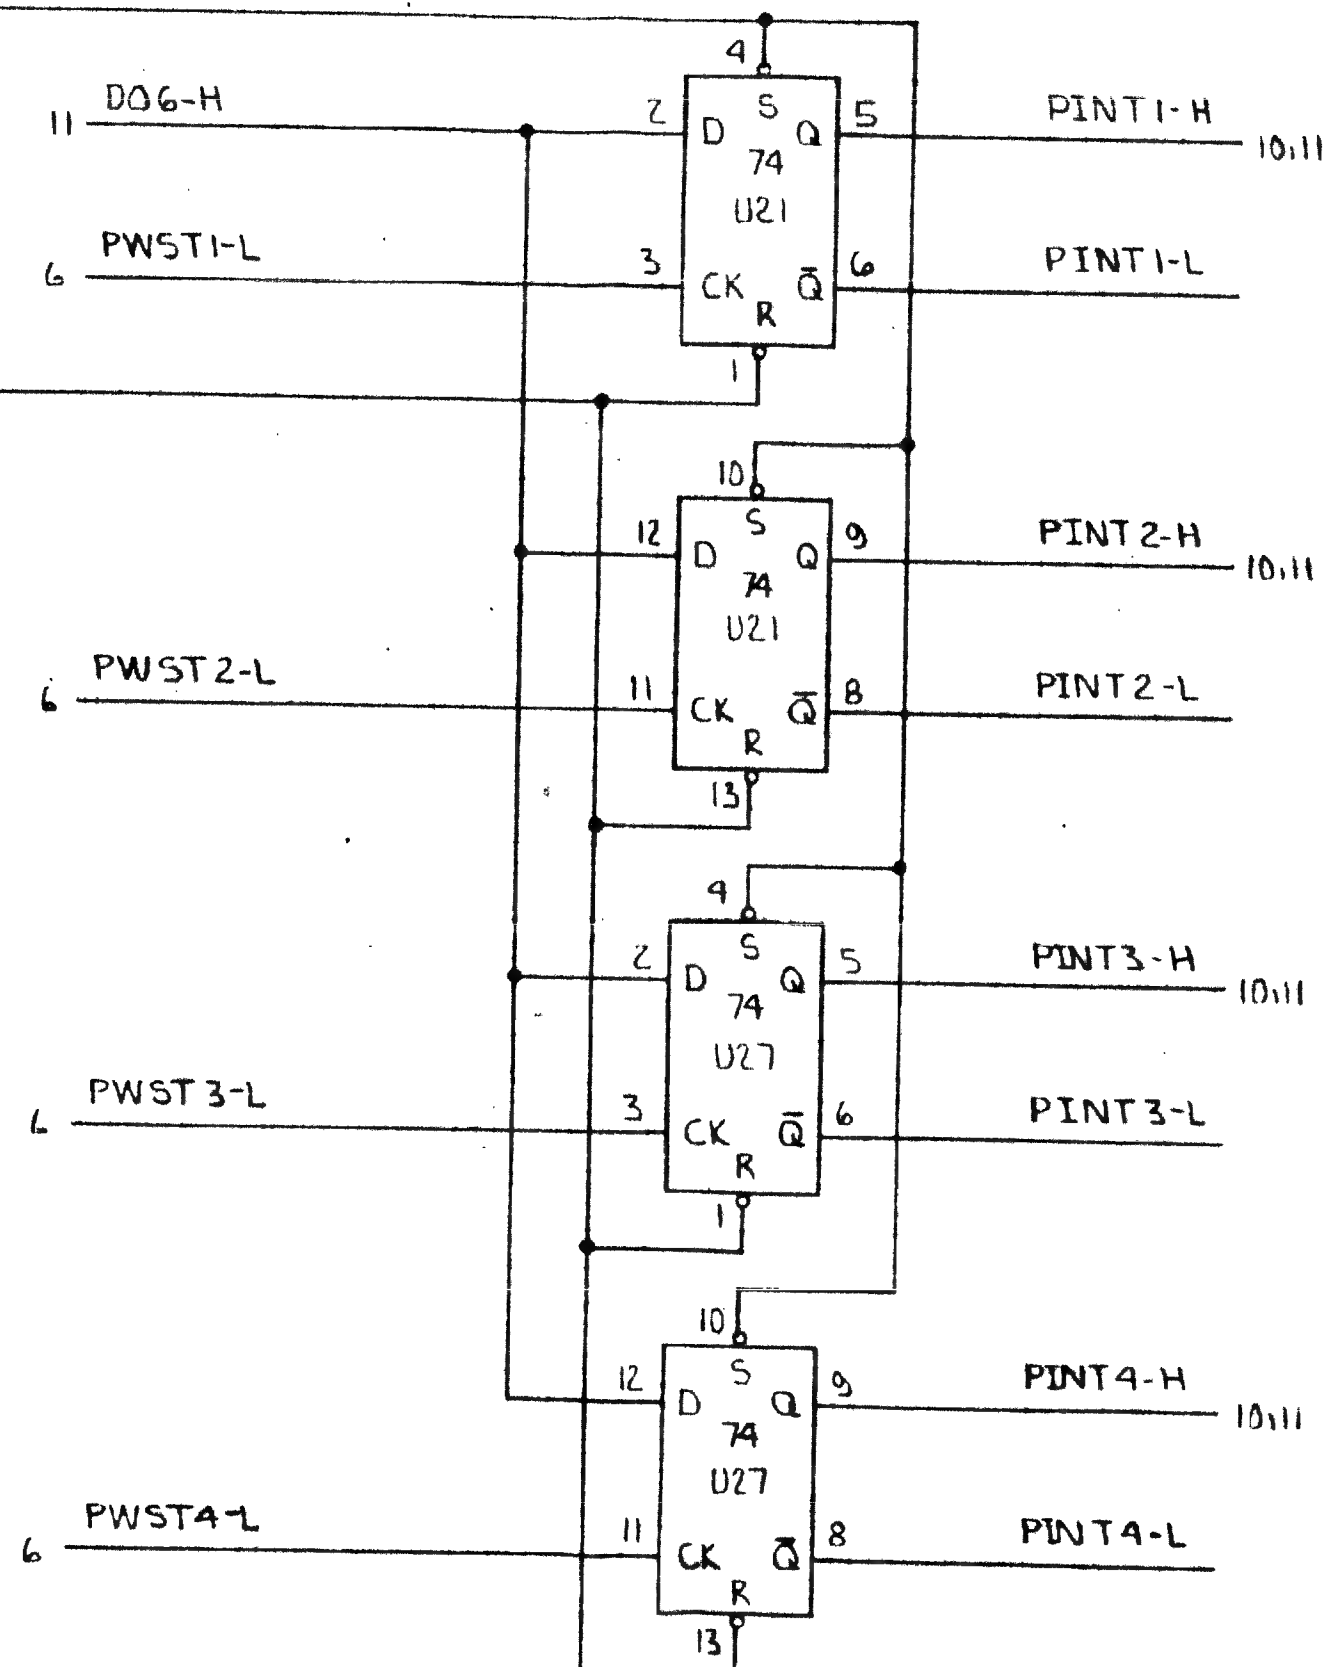 4
DO6-H
11
2
S
D
Q
5
PINT1-H
10,11
74
U21
PWST1-L
6
3
CK
Q̅
6
PINT1-L
R
1
10
S
12
D
Q
9
PINT2-H
10,11
74
U21
PWST2-L
6
11
CK
Q̅
8
PINT2-L
R
13
4
S
2
D
Q
5
PINT3-H
10,11
74
U27
PWST3-L
6
3
CK
Q̅
6
PINT3-L
R
1
10
S
12
D
Q
9
PINT4-H
10,11
74
U27
PWST4-L
6
11
CK
Q̅
8
PINT4-L
R
13